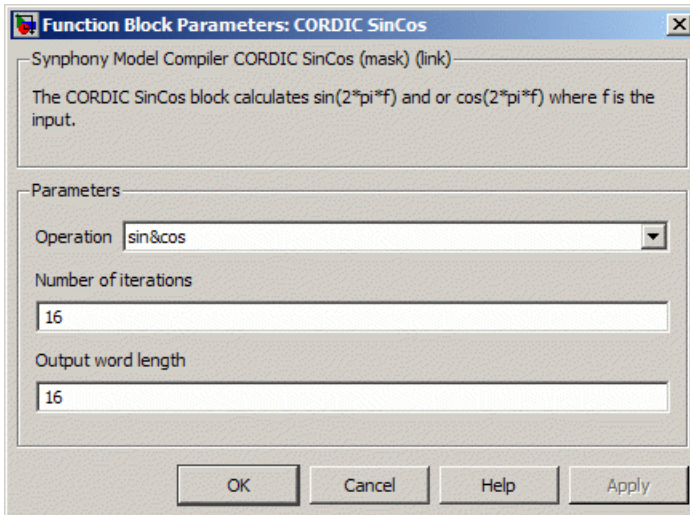 Function Block Parameters: CORDIC SinCos
Synphony Model Compiler CORDIC SinCos (mask) (link)
The CORDIC SinCos block calculates sin(2*pi*f) and or cos(2*pi*f) where f is the
input.
Parameters
Operation sin&cos
Number of iterations
16
Output word length
16
OK Cancel Help Apply